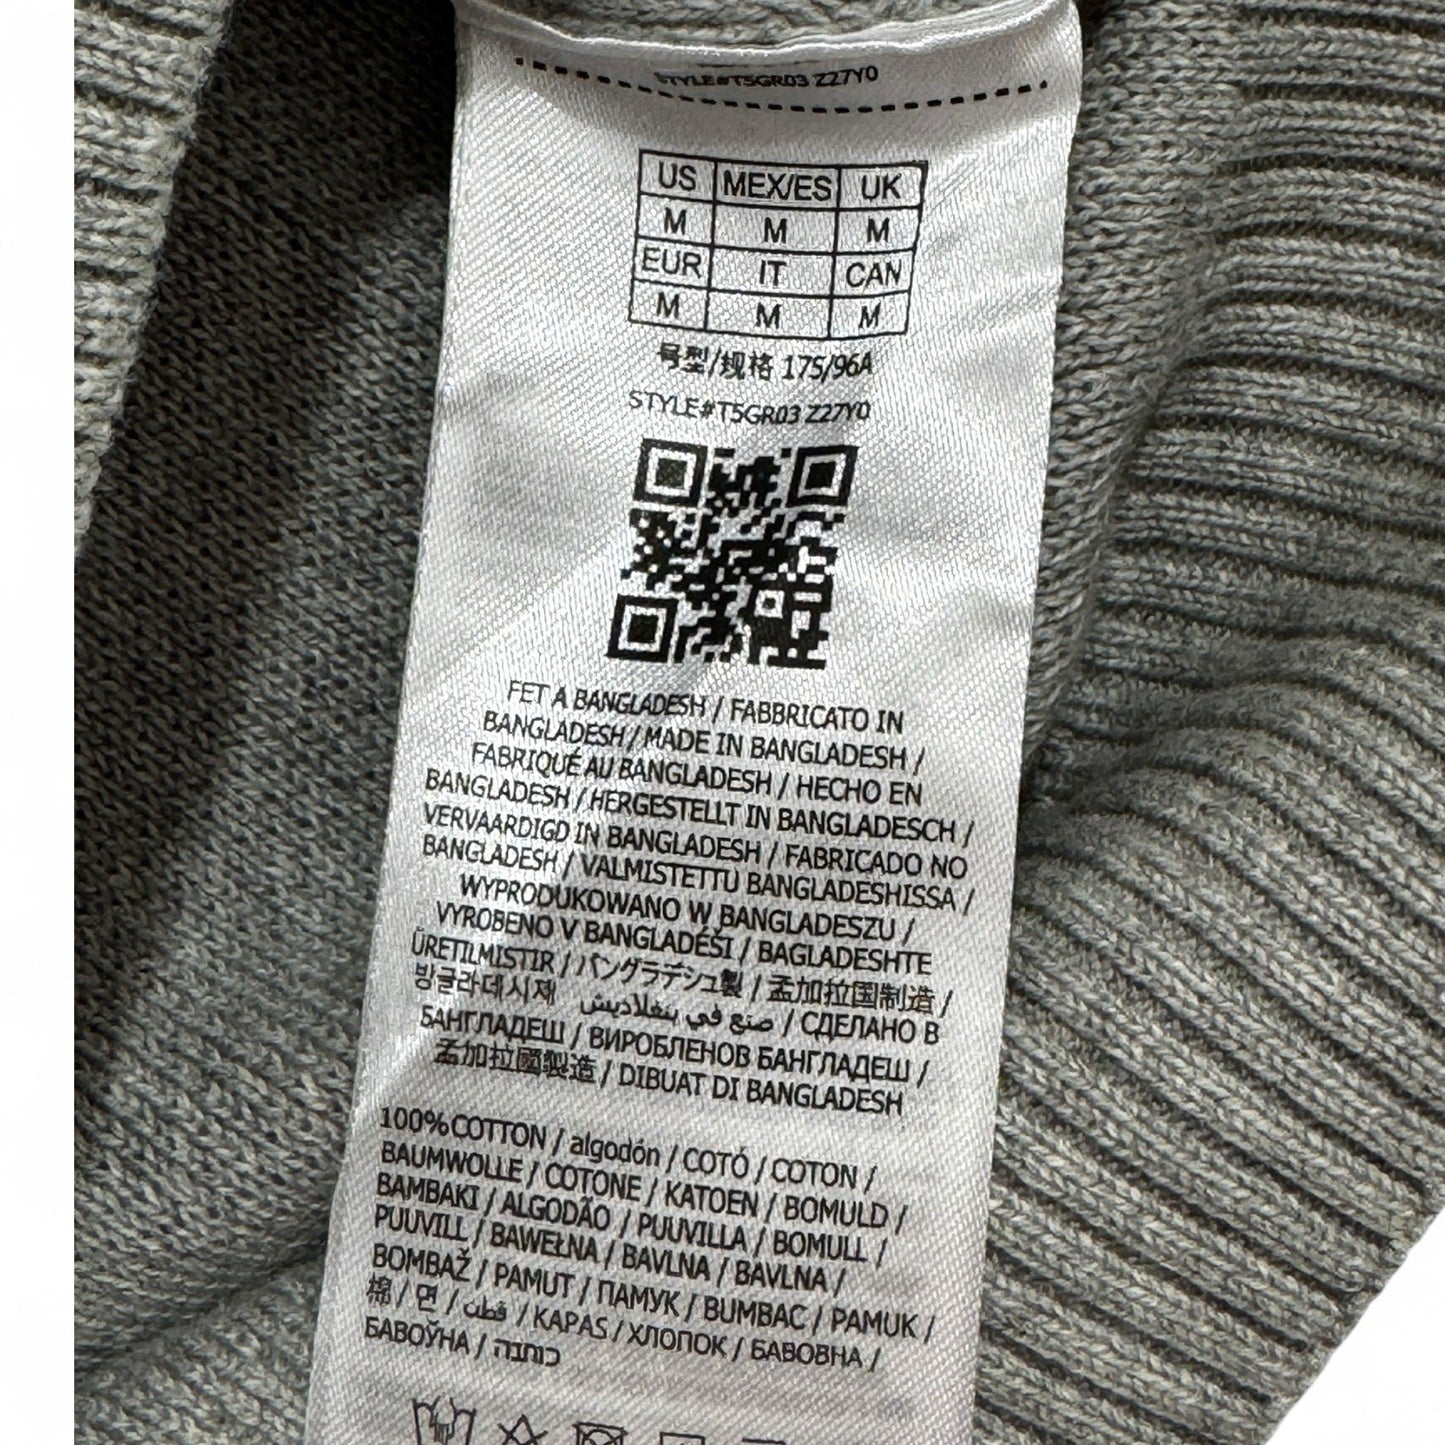 STYLE#T5GR03 Z27Y0
US MEX/ES UK
M M M
EUR IT CAN
M M M
号型/规格 175/96A
STYLE#T5GR03 Z27Y0
FET A BANGLADESH / FABBRICATO IN
BANGLADESH / MADE IN BANGLADESH /
FABRIQUÉ AU BANGLADESH / HECHO EN
BANGLADESH / HERGESTELLT IN BANGLADESCH /
VERVAARDIGD IN BANGLADESH / FABRICADO NO
BANGLADESH / VALMISTETTU BANGLADESHISSA /
WYPRODUKOWANO W BANGLADESZU /
VYROBENO V BANGLADÉŠI / BAGLADESHTE
ÜRETILMISTIR / バングラデシュ製 / 孟加拉国制造 /
방글라데시제 صنع في بنغلاديش / СДЕЛАНО В
БАНГЛАДЕШ / ВИРОБЛЕНОВ БАНГЛАДЕШ /
孟加拉國製造 / DIBUAT DI BANGLADESH
100%COTTON / algodón / COTÓ / COTON /
BAUMWOLLE / COTONE / KATOEN / BOMULD /
BAMBAKI / ALGODÃO / PUUVILLA / BOMULL /
PUUVILL / BAWEŁNA / BAVLNA / BAVLNA /
BOMBAŽ / PAMUT / ПАМУК / BUMBAC / PAMUK /
棉 / 면 / قطن / KAPAS / ХЛОПОК / БАВОВНА /
БАВОЎНА / כותנה